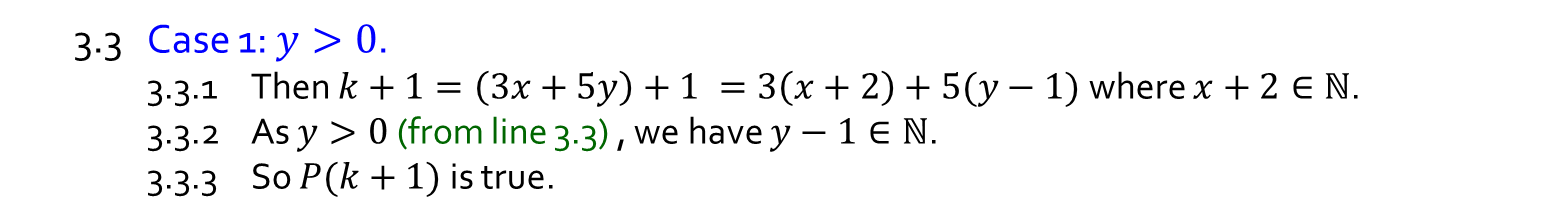 3.3 Case 1: y > 0.
3.3.1 Then k + 1 = (3x + 5y) + 1 = 3(x + 2) + 5(y − 1) where x + 2 ∈ ℕ.
3.3.2 As y > 0 (from line 3.3) , we have y − 1 ∈ ℕ.
3.3.3 So P(k + 1) is true.